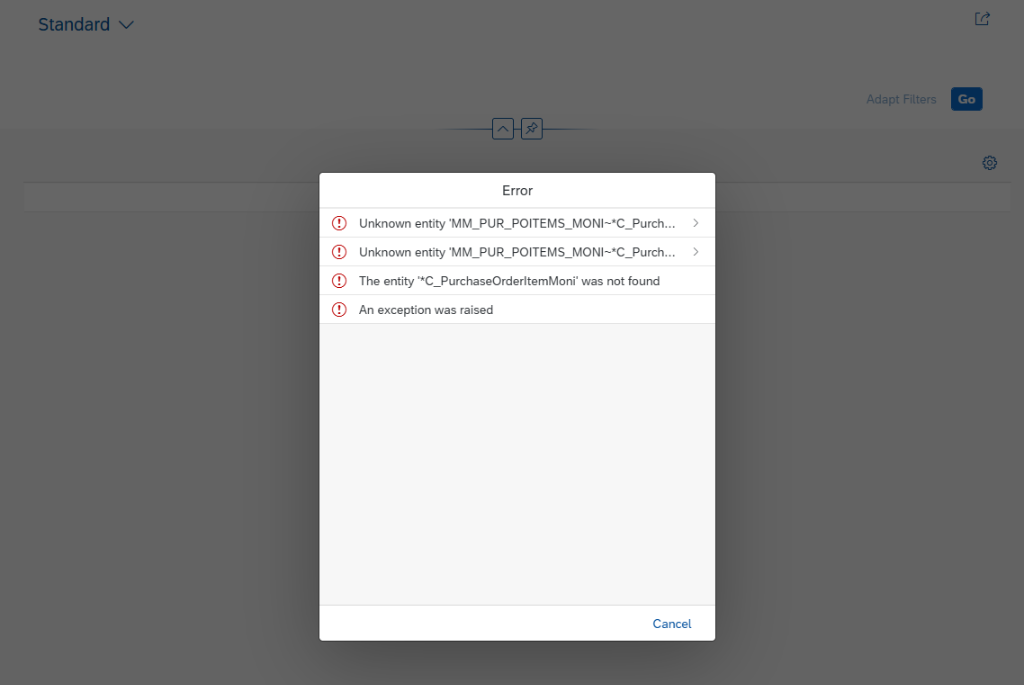 Standard
Adapt Filters
Go
Error
Unknown entity 'MM_PUR_POITEMS_MONI~*C_Purch...
Unknown entity 'MM_PUR_POITEMS_MONI~*C_Purch...
The entity '*C_PurchaseOrderItemMoni' was not found
An exception was raised
Cancel